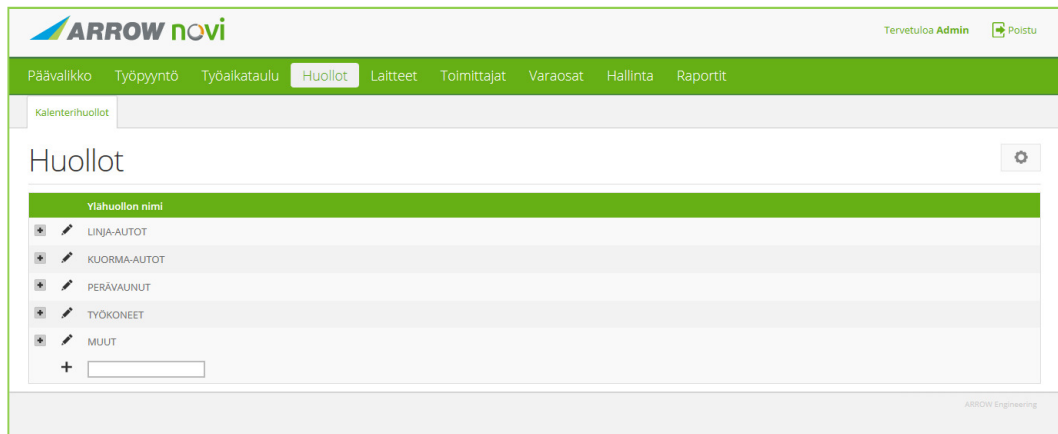 ARROW novi
Tervetuloa Admin Poistu
Päävalikko Työpyyntö Työaikataulu Huollot Laitteet Toimittajat Varaosat Hallinta Raportit
Kalenterihuollot
Huollot
Ylähuollon nimi
LINJA-AUTOT
KUORMA-AUTOT
PERÄVAUNUT
TYÖKONEET
MUUT
ARROW Engineering